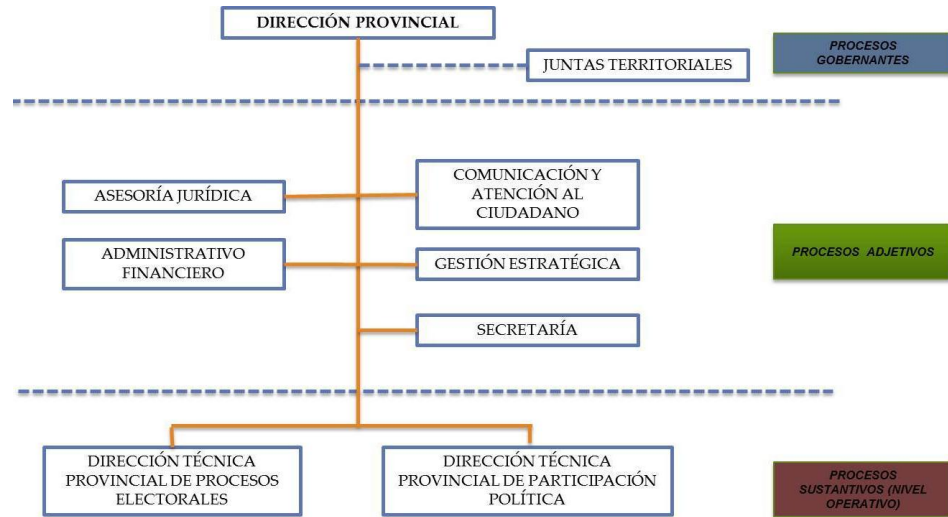 DIRECCIÓN PROVINCIAL
JUNTAS TERRITORIALES
PROCESOS
GOBERNANTES
ASESORÍA JURÍDICA
COMUNICACIÓN Y
ATENCIÓN AL
CIUDADANO
ADMINISTRATIVO
FINANCIERO
GESTIÓN ESTRATÉGICA
PROCESOS ADJETIVOS
SECRETARÍA
DIRECCIÓN TÉCNICA
PROVINCIAL DE PROCESOS
ELECTORALES
DIRECCIÓN TÉCNICA
PROVINCIAL DE PARTICIPACIÓN
POLÍTICA
PROCESOS
SUSTANTIVOS (NIVEL
OPERATIVO)